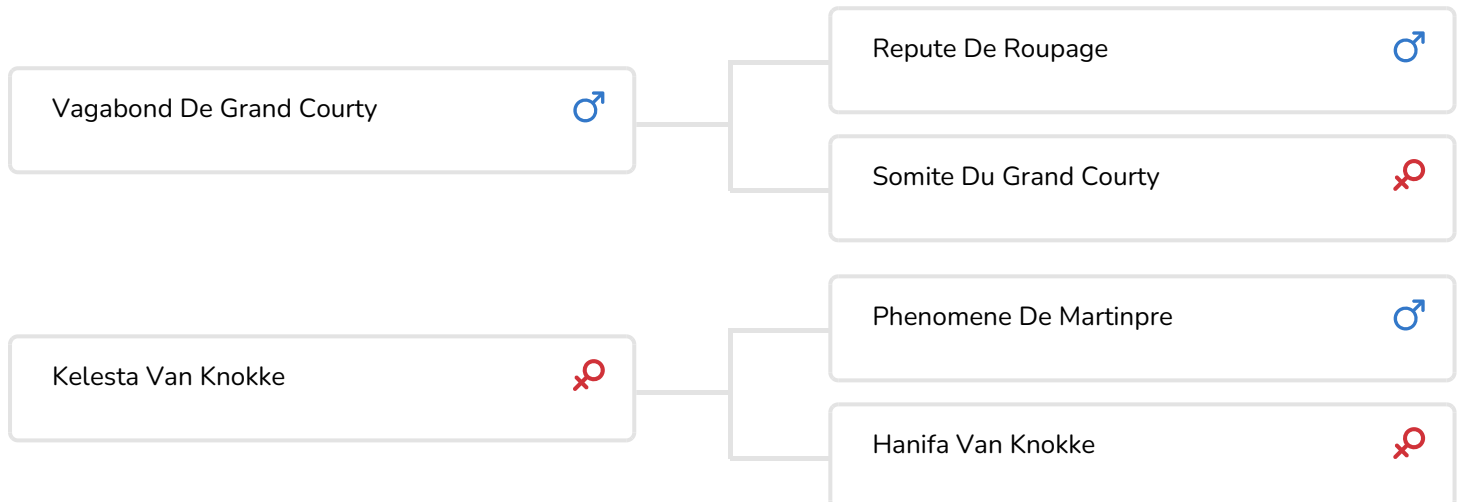 Repute De Roupage
Vagabond De Grand Courty
Somite Du Grand Courty
Phenomene De Martinpre
Kelesta Van Knokke
Hanifa Van Knokke